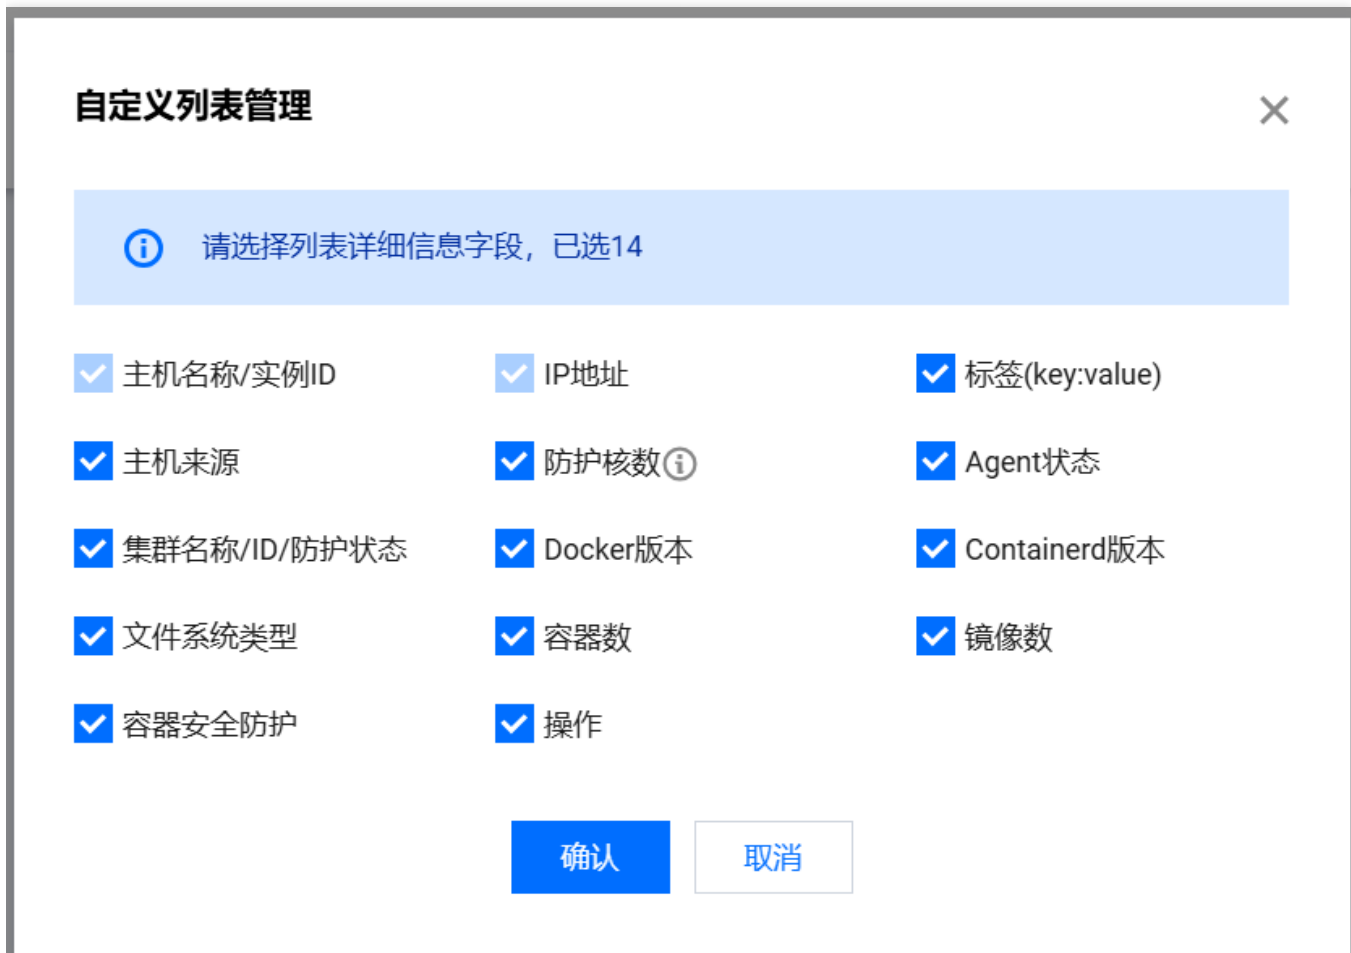 自定义列表管理
请选择列表详细信息字段，已选14
主机名称/实例ID
IP地址
标签(key:value)
主机来源
防护核数
Agent状态
集群名称/ID/防护状态
Docker版本
Containerd版本
文件系统类型
容器数
镜像数
容器安全防护
操作
确认
取消